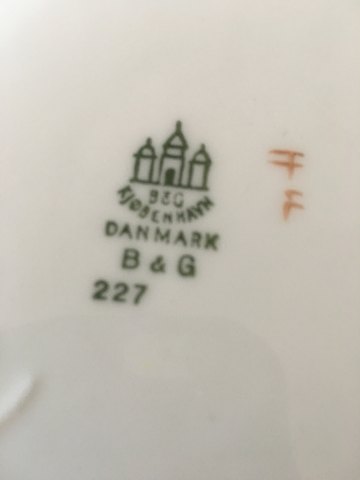 B&G
KJØBENHAVN
DANMARK
B & G
227
F
F